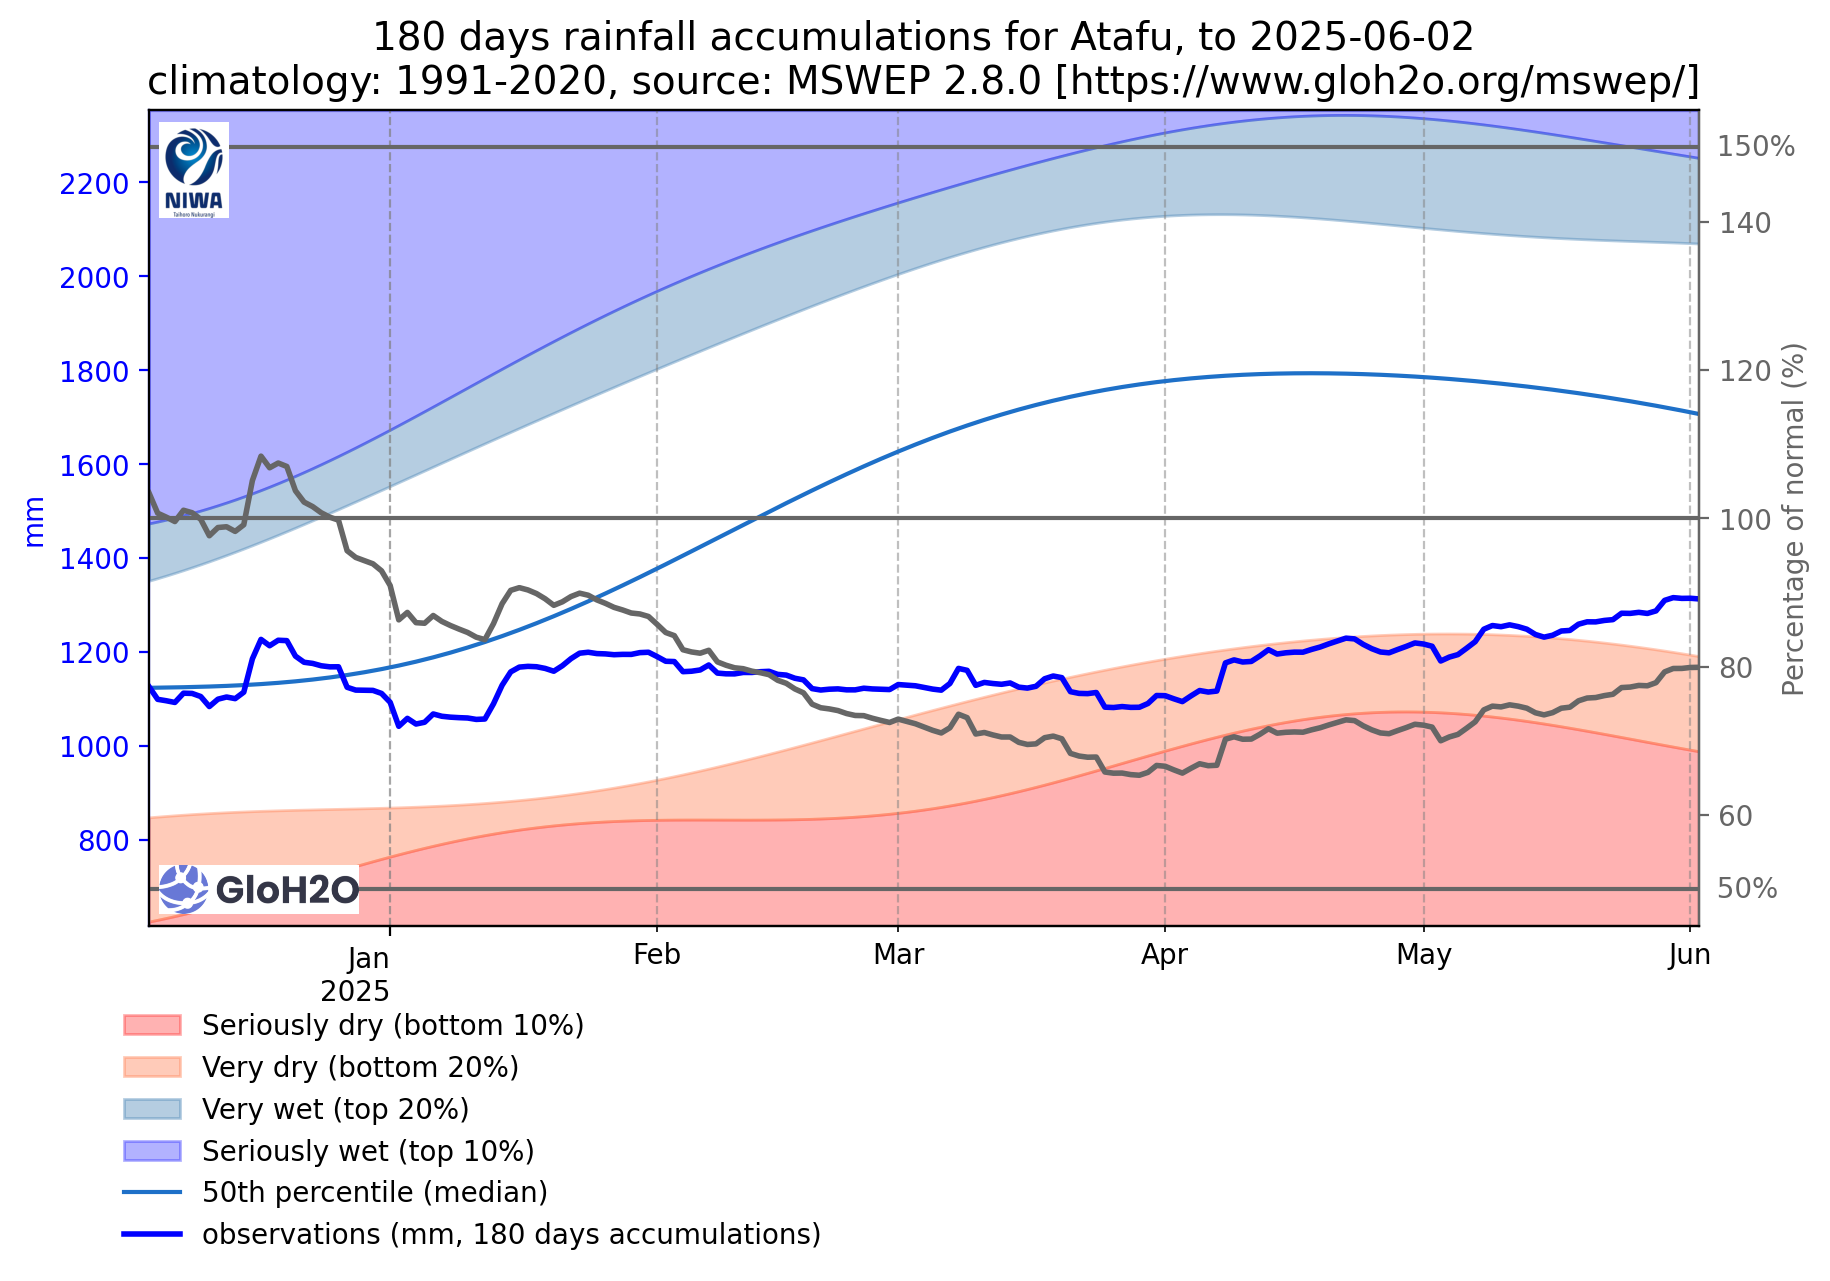 180 days rainfall accumulations for Atafu, to 2025-06-02
climatology: 1991-2020, source: MSWEP 2.8.0 [https://www.gloh2o.org/mswep/]
NIWA
Taihoro Nukurangi
2200
2000
1800
1600
1400
1200
1000
800
mm
150%
140
120
100
80
60
50%
Percentage of normal (%)
GloH2O
Jan
2025
Feb
Mar
Apr
May
Jun
Seriously dry (bottom 10%)
Very dry (bottom 20%)
Very wet (top 20%)
Seriously wet (top 10%)
50th percentile (median)
observations (mm, 180 days accumulations)